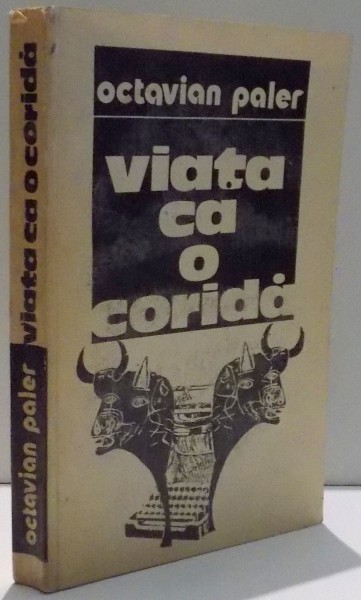 octavian paler
viața
ca
o
coridă
octavian paler viața ca o coridă